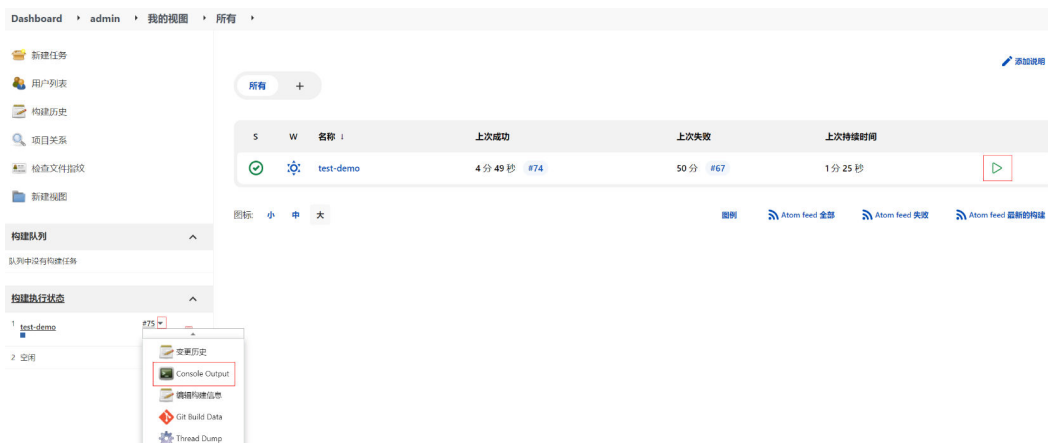 Dashboard admin 我的视图 所有
新建任务
用户列表
构建历史
项目关系
检查文件指纹
新建视图
构建队列
队列中没有构建任务
构建执行状态
1 test-demo #75
2 空闲
变更历史
Console Output
编辑构建信息
Git Build Data
Thread Dump
添加说明
所有 +
S W 名称 ↓ 上次成功 上次失败 上次持续时间
test-demo 4 分 49 秒 #74 50 分 #67 1 分 25 秒
图标: 小 中 大 图例 Atom feed 全部 Atom feed 失败 Atom feed 最新的构建